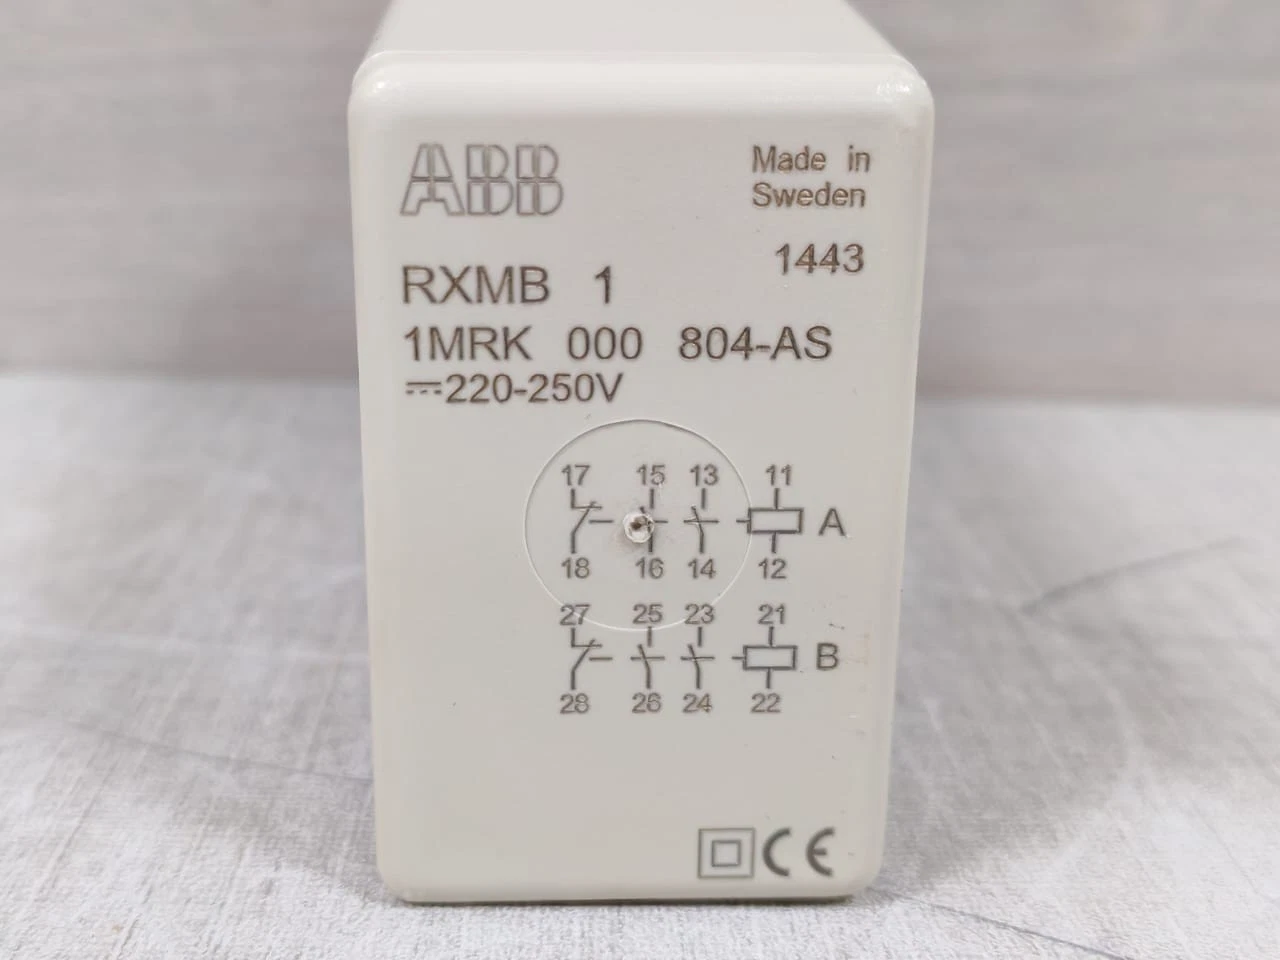 ABB
Made in
Sweden
1443
RXMB 1
1MRK 000 804-AS
⎓220-250V
17 15 13 11
A
18 16 14 12
27 25 23 21
B
28 26 24 22
CE